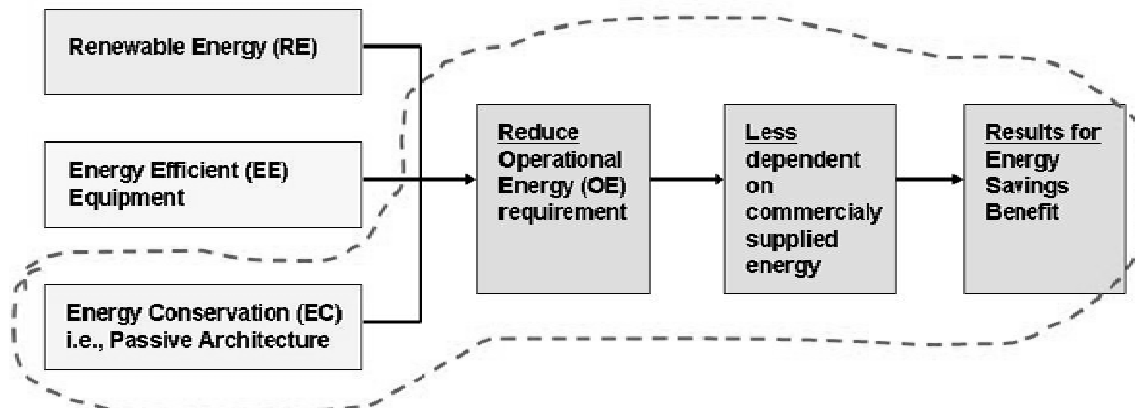 Renewable Energy (RE)
Energy Efficient (EE)
Equipment
Energy Conservation (EC)
i.e., Passive Architecture
Reduce
Operational
Energy (OE)
requirement
Less
dependent
on
commercialy
supplied
energy
Results for
Energy
Savings
Benefit